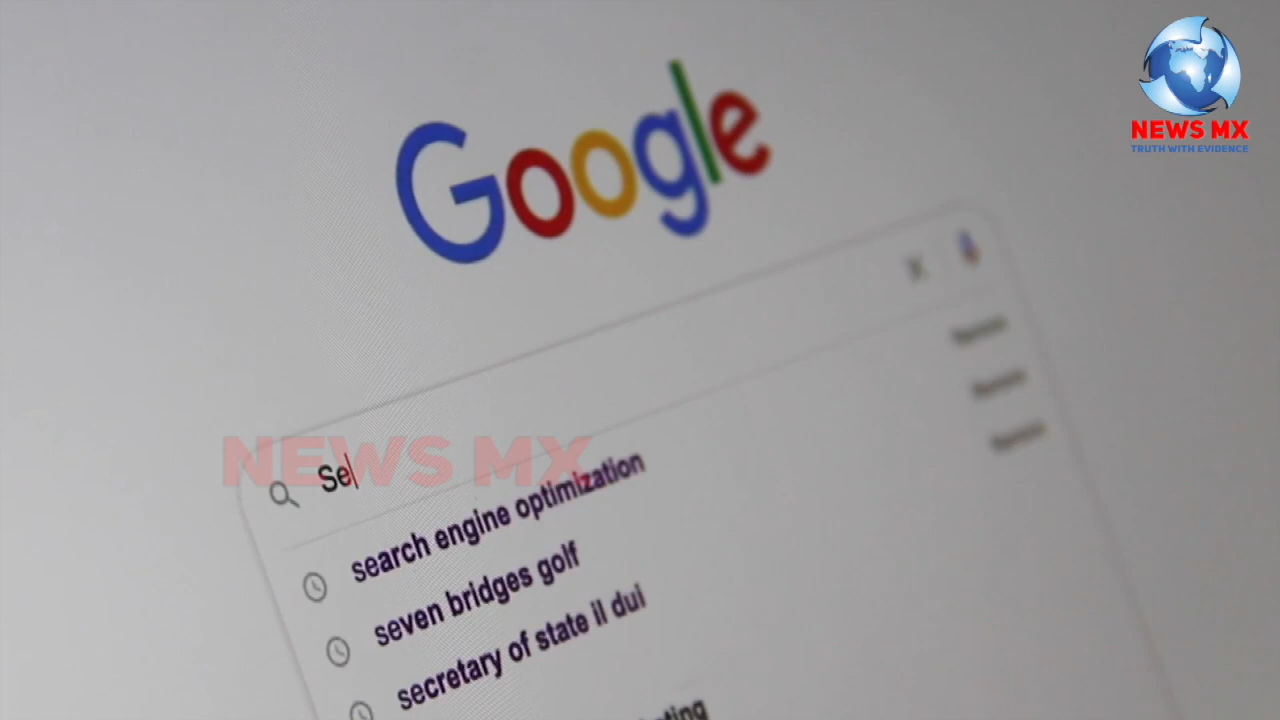 Google
NEWS MX
TRUTH WITH EVIDENCE
Se
NEWS MX
search engine optimization
seven bridges golf
secretary of state il dui